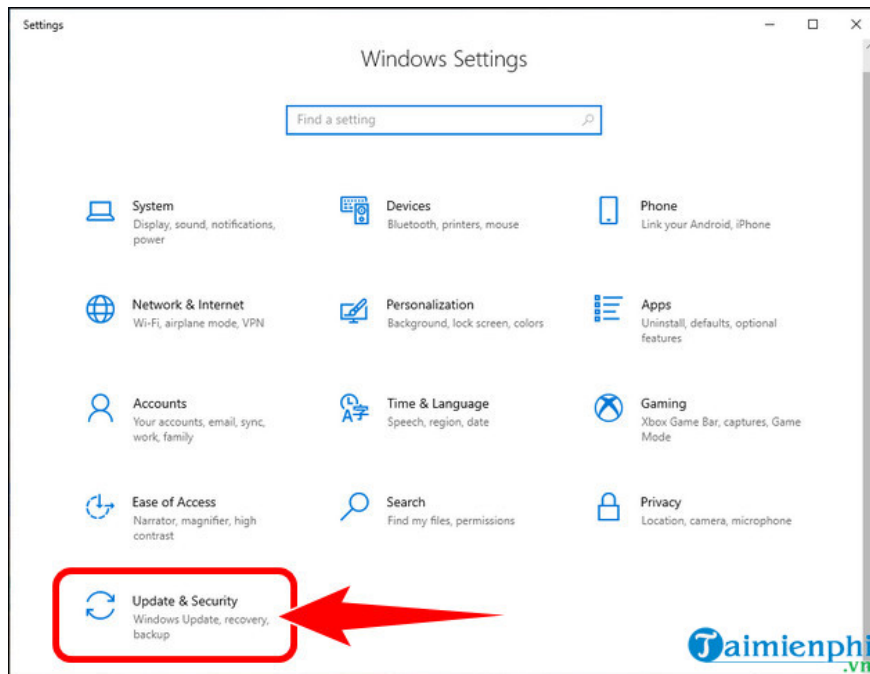 Settings
Windows Settings
Find a setting
System
Display, sound, notifications,
power
Devices
Bluetooth, printers, mouse
Phone
Link your Android, iPhone
Network & Internet
Wi-Fi, airplane mode, VPN
Personalization
Background, lock screen, colors
Apps
Uninstall, defaults, optional
features
Accounts
Your accounts, email, sync,
work, family
Time & Language
Speech, region, date
Gaming
Xbox Game Bar, captures, Game
Mode
Ease of Access
Narrator, magnifier, high
contrast
Search
Find my files, permissions
Privacy
Location, camera, microphone
Update & Security
Windows Update, recovery,
backup
Taimienphi
.vn